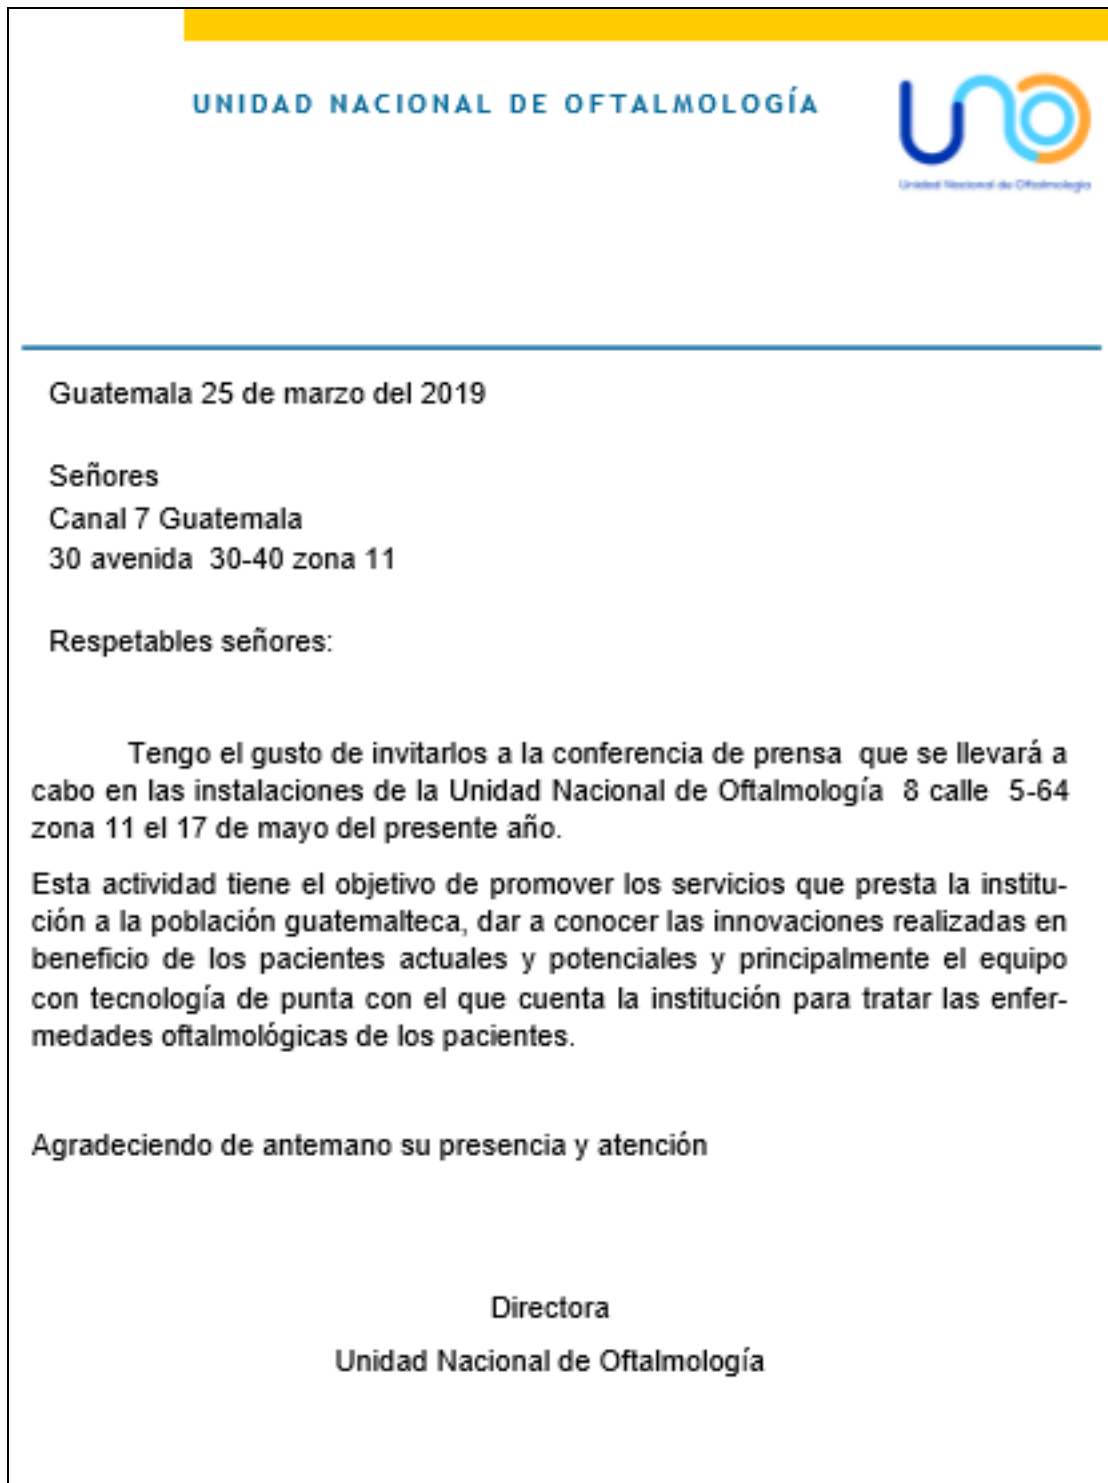 UNIDAD NACIONAL DE OFTALMOLOGÍA
uno
Unidad Nacional de Oftalmología
Guatemala 25 de marzo del 2019
Señores
Canal 7 Guatemala
30 avenida  30-40 zona 11
Respetables señores:
Tengo el gusto de invitarlos a la conferencia de prensa  que se llevará a
cabo en las instalaciones de la Unidad Nacional de Oftalmología  8 calle  5-64
zona 11 el 17 de mayo del presente año.
Esta actividad tiene el objetivo de promover los servicios que presta la institu-
ción a la población guatemalteca, dar a conocer las innovaciones realizadas en
beneficio de los pacientes actuales y potenciales y principalmente el equipo
con tecnología de punta con el que cuenta la institución para tratar las enfer-
medades oftalmológicas de los pacientes.
Agradeciendo de antemano su presencia y atención
Directora
Unidad Nacional de Oftalmología